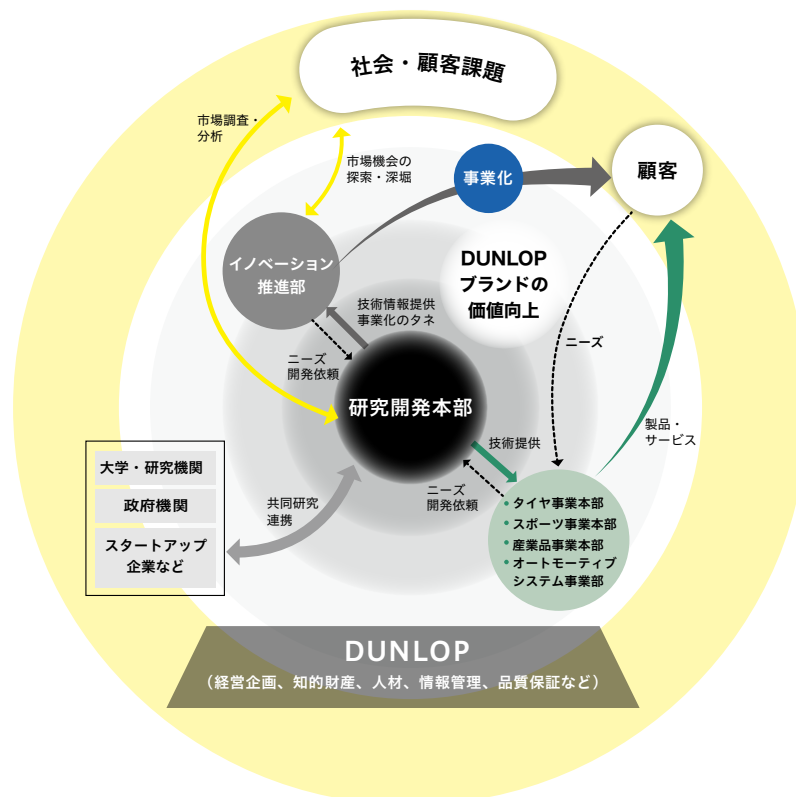 社会・顧客課題
市場調査・
分析
市場機会の
探索・深堀
事業化
顧客
イノベーション
推進部
DUNLOP
ブランドの
価値向上
技術情報提供
事業化のタネ
ニーズ
ニーズ
開発依頼
研究開発本部
製品・
サービス
技術提供
大学・研究機関
政府機関
スタートアップ
企業など
共同研究
連携
ニーズ
開発依頼
• タイヤ事業本部
• スポーツ事業本部
• 産業品事業本部
• オートモーティブ
システム事業部
DUNLOP
（経営企画、知的財産、人材、情報管理、品質保証など）